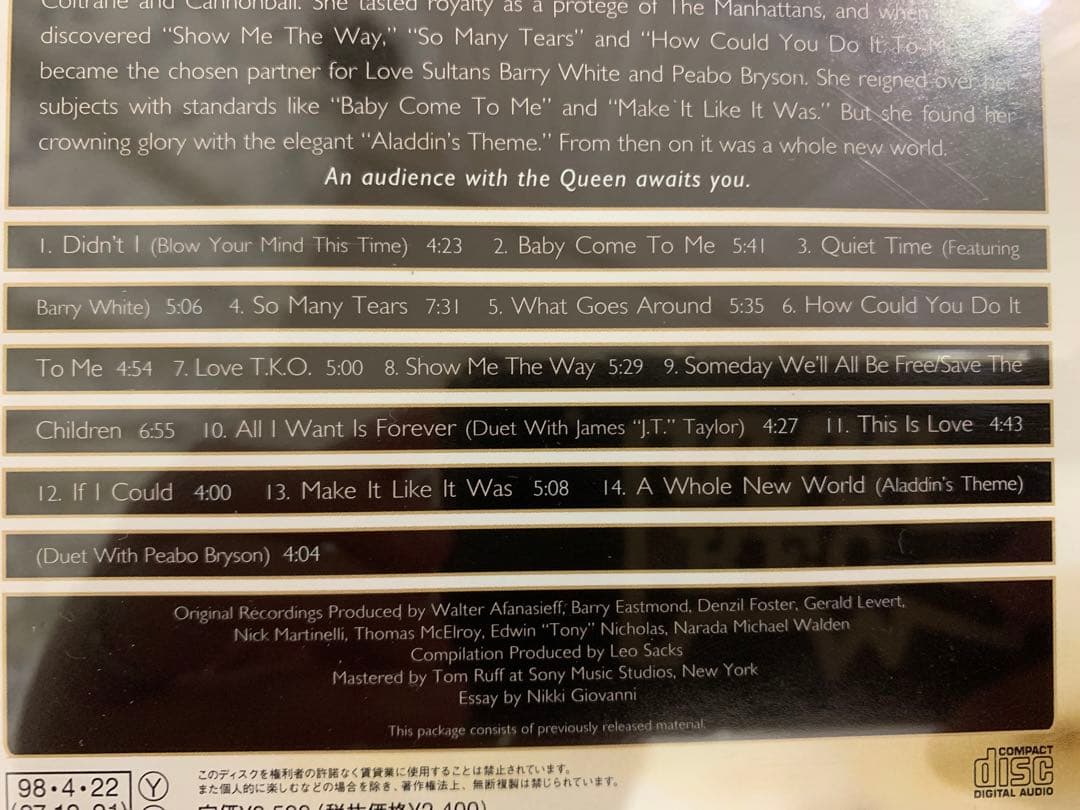 Coltrane and Cannonball. She tasted royalty as a protege of The Manhattans, and when
discovered “Show Me The Way,” “So Many Tears” and “How Could You Do It To
became the chosen partner for Love Sultans Barry White and Peabo Bryson. She reigned over her
subjects with standards like “Baby Come To Me” and “Make It Like It Was.” But she found her
crowning glory with the elegant “Aladdin’s Theme.” From then on it was a whole new world.
An audience with the Queen awaits you.
1. Didn’t I (Blow Your Mind This Time) 4:23 2. Baby Come To Me 5:41 3. Quiet Time (Featuring
Barry White) 5:06 4. So Many Tears 7:31 5. What Goes Around 5:35 6. How Could You Do It
To Me 4:54 7. Love T.K.O. 5:00 8. Show Me The Way 5:29 9. Someday We’ll All Be Free/Save The
Children 6:55 10. All I Want Is Forever (Duet With James “J.T.” Taylor) 4:27 11. This Is Love 4:43
12. If I Could 4:00 13. Make It Like It Was 5:08 14. A Whole New World (Aladdin’s Theme)
(Duet With Peabo Bryson) 4:04
Original Recordings Produced by Walter Afanasieff, Barry Eastmond, Denzil Foster, Gerald Levert,
Nick Martinelli, Thomas McElroy, Edwin “Tony” Nicholas, Narada Michael Walden
Compilation Produced by Leo Sacks
Mastered by Tom Ruff at Sony Music Studios, New York
Essay by Nikki Giovanni
This package consists of previously released material.
98・4・22 Y
このディスクを権利者の許諾なく賃貸業に使用することは禁止されています。
また個人的に楽しむなどの場合を除き、著作権法上、無断複製は禁じられています。
COMPACT
disc
DIGITAL AUDIO